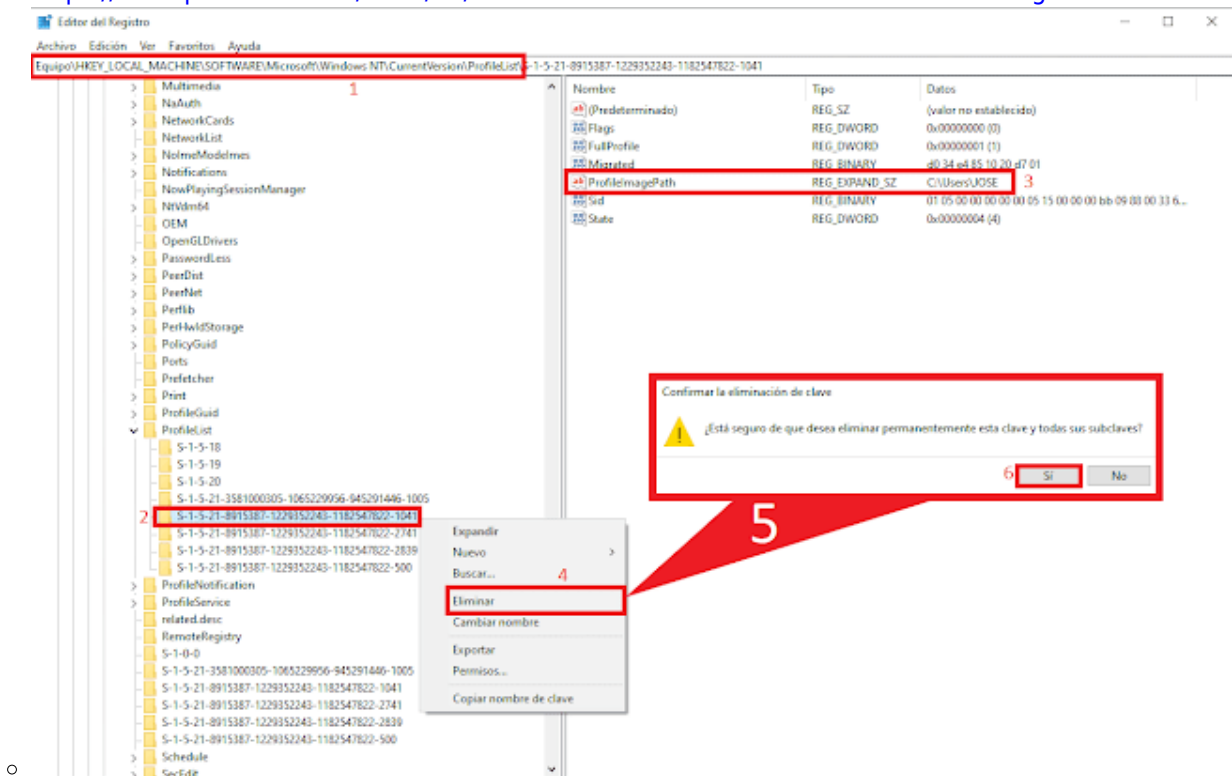 Editor del Registro
Archivo Edición Ver Favoritos Ayuda
Equipo\HKEY_LOCAL_MACHINE\SOFTWARE\Microsoft\Windows NT\CurrentVersion\ProfileList\S-1-5-21-8915387-1229352243-1182547822-1041
1
Multimedia
NaAuth
NetworkCards
NetworkList
NoImeModeImes
Notifications
NowPlayingSessionManager
NtVdm64
OEM
OpenGLDrivers
PasswordLess
PeerDist
PeerNet
Perflib
PerHwIdStorage
PolicyGuid
Ports
Prefetcher
Print
ProfileGuid
ProfileList
S-1-5-18
S-1-5-19
S-1-5-20
S-1-5-21-3581000305-1065229956-945291446-1005
2 S-1-5-21-8915387-1229352243-1182547822-1041
S-1-5-21-8915387-1229352243-1182547822-2741
S-1-5-21-8915387-1229352243-1182547822-2839
S-1-5-21-8915387-1229352243-1182547822-500
ProfileNotification
ProfileService
related.desc
RemoteRegistry
S-1-0-0
S-1-5-21-3581000305-1065229956-945291446-1005
S-1-5-21-8915387-1229352243-1182547822-1041
S-1-5-21-8915387-1229352243-1182547822-2741
S-1-5-21-8915387-1229352243-1182547822-2839
S-1-5-21-8915387-1229352243-1182547822-500
Schedule
SecEdit
Nombre Tipo Datos
(Predeterminado) REG_SZ (valor no establecido)
Flags REG_DWORD 0x00000000 (0)
FullProfile REG_DWORD 0x00000001 (1)
Migrated REG_BINARY d0 34 e4 85 10 20 d7 01
ProfileImagePath REG_EXPAND_SZ C:\Users\JOSE 3
Sid REG_BINARY 01 05 00 00 00 00 00 05 15 00 00 00 bb 09 88 00 33 6...
State REG_DWORD 0x00000004 (4)
Expandir
Nuevo
Buscar...
4
Eliminar
Cambiar nombre
Exportar
Permisos...
Copiar nombre de clave
5
Confirmar la eliminación de clave
¿Está seguro de que desea eliminar permanentemente esta clave y todas sus subclaves?
6 Sí No